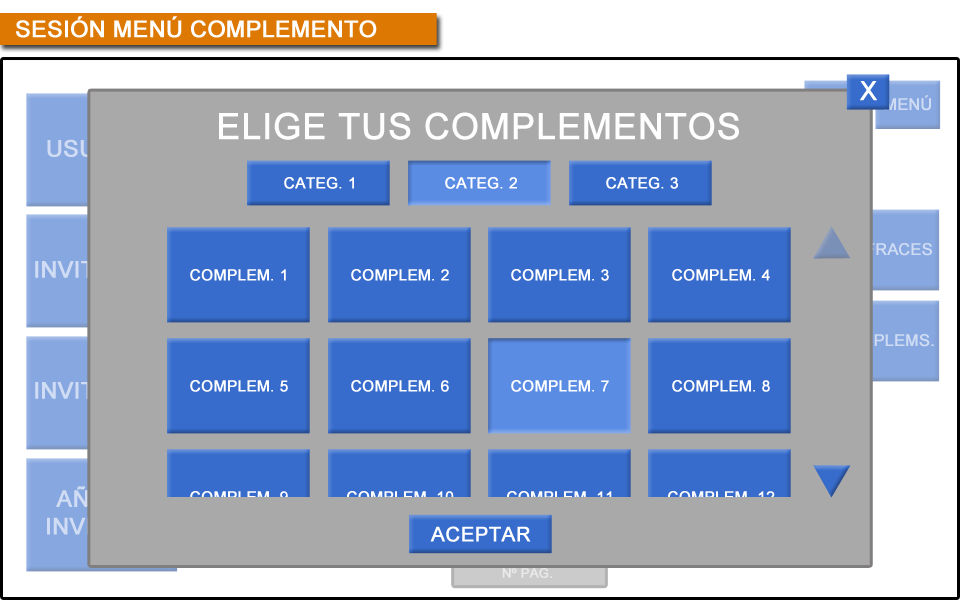 SESIÓN MENÚ COMPLEMENTO
X
MENÚ
ELIGE TUS COMPLEMENTOS
USU
CATEG. 1 CATEG. 2 CATEG. 3
INVIT
COMPLEM. 1 COMPLEM. 2 COMPLEM. 3 COMPLEM. 4
RACES
PLEMS.
COMPLEM. 5 COMPLEM. 6 COMPLEM. 7 COMPLEM. 8
INVIT
COMPLEM. 9 COMPLEM. 10 COMPLEM. 11 COMPLEM. 12
AÑ
INV
ACEPTAR
Nº PAG.